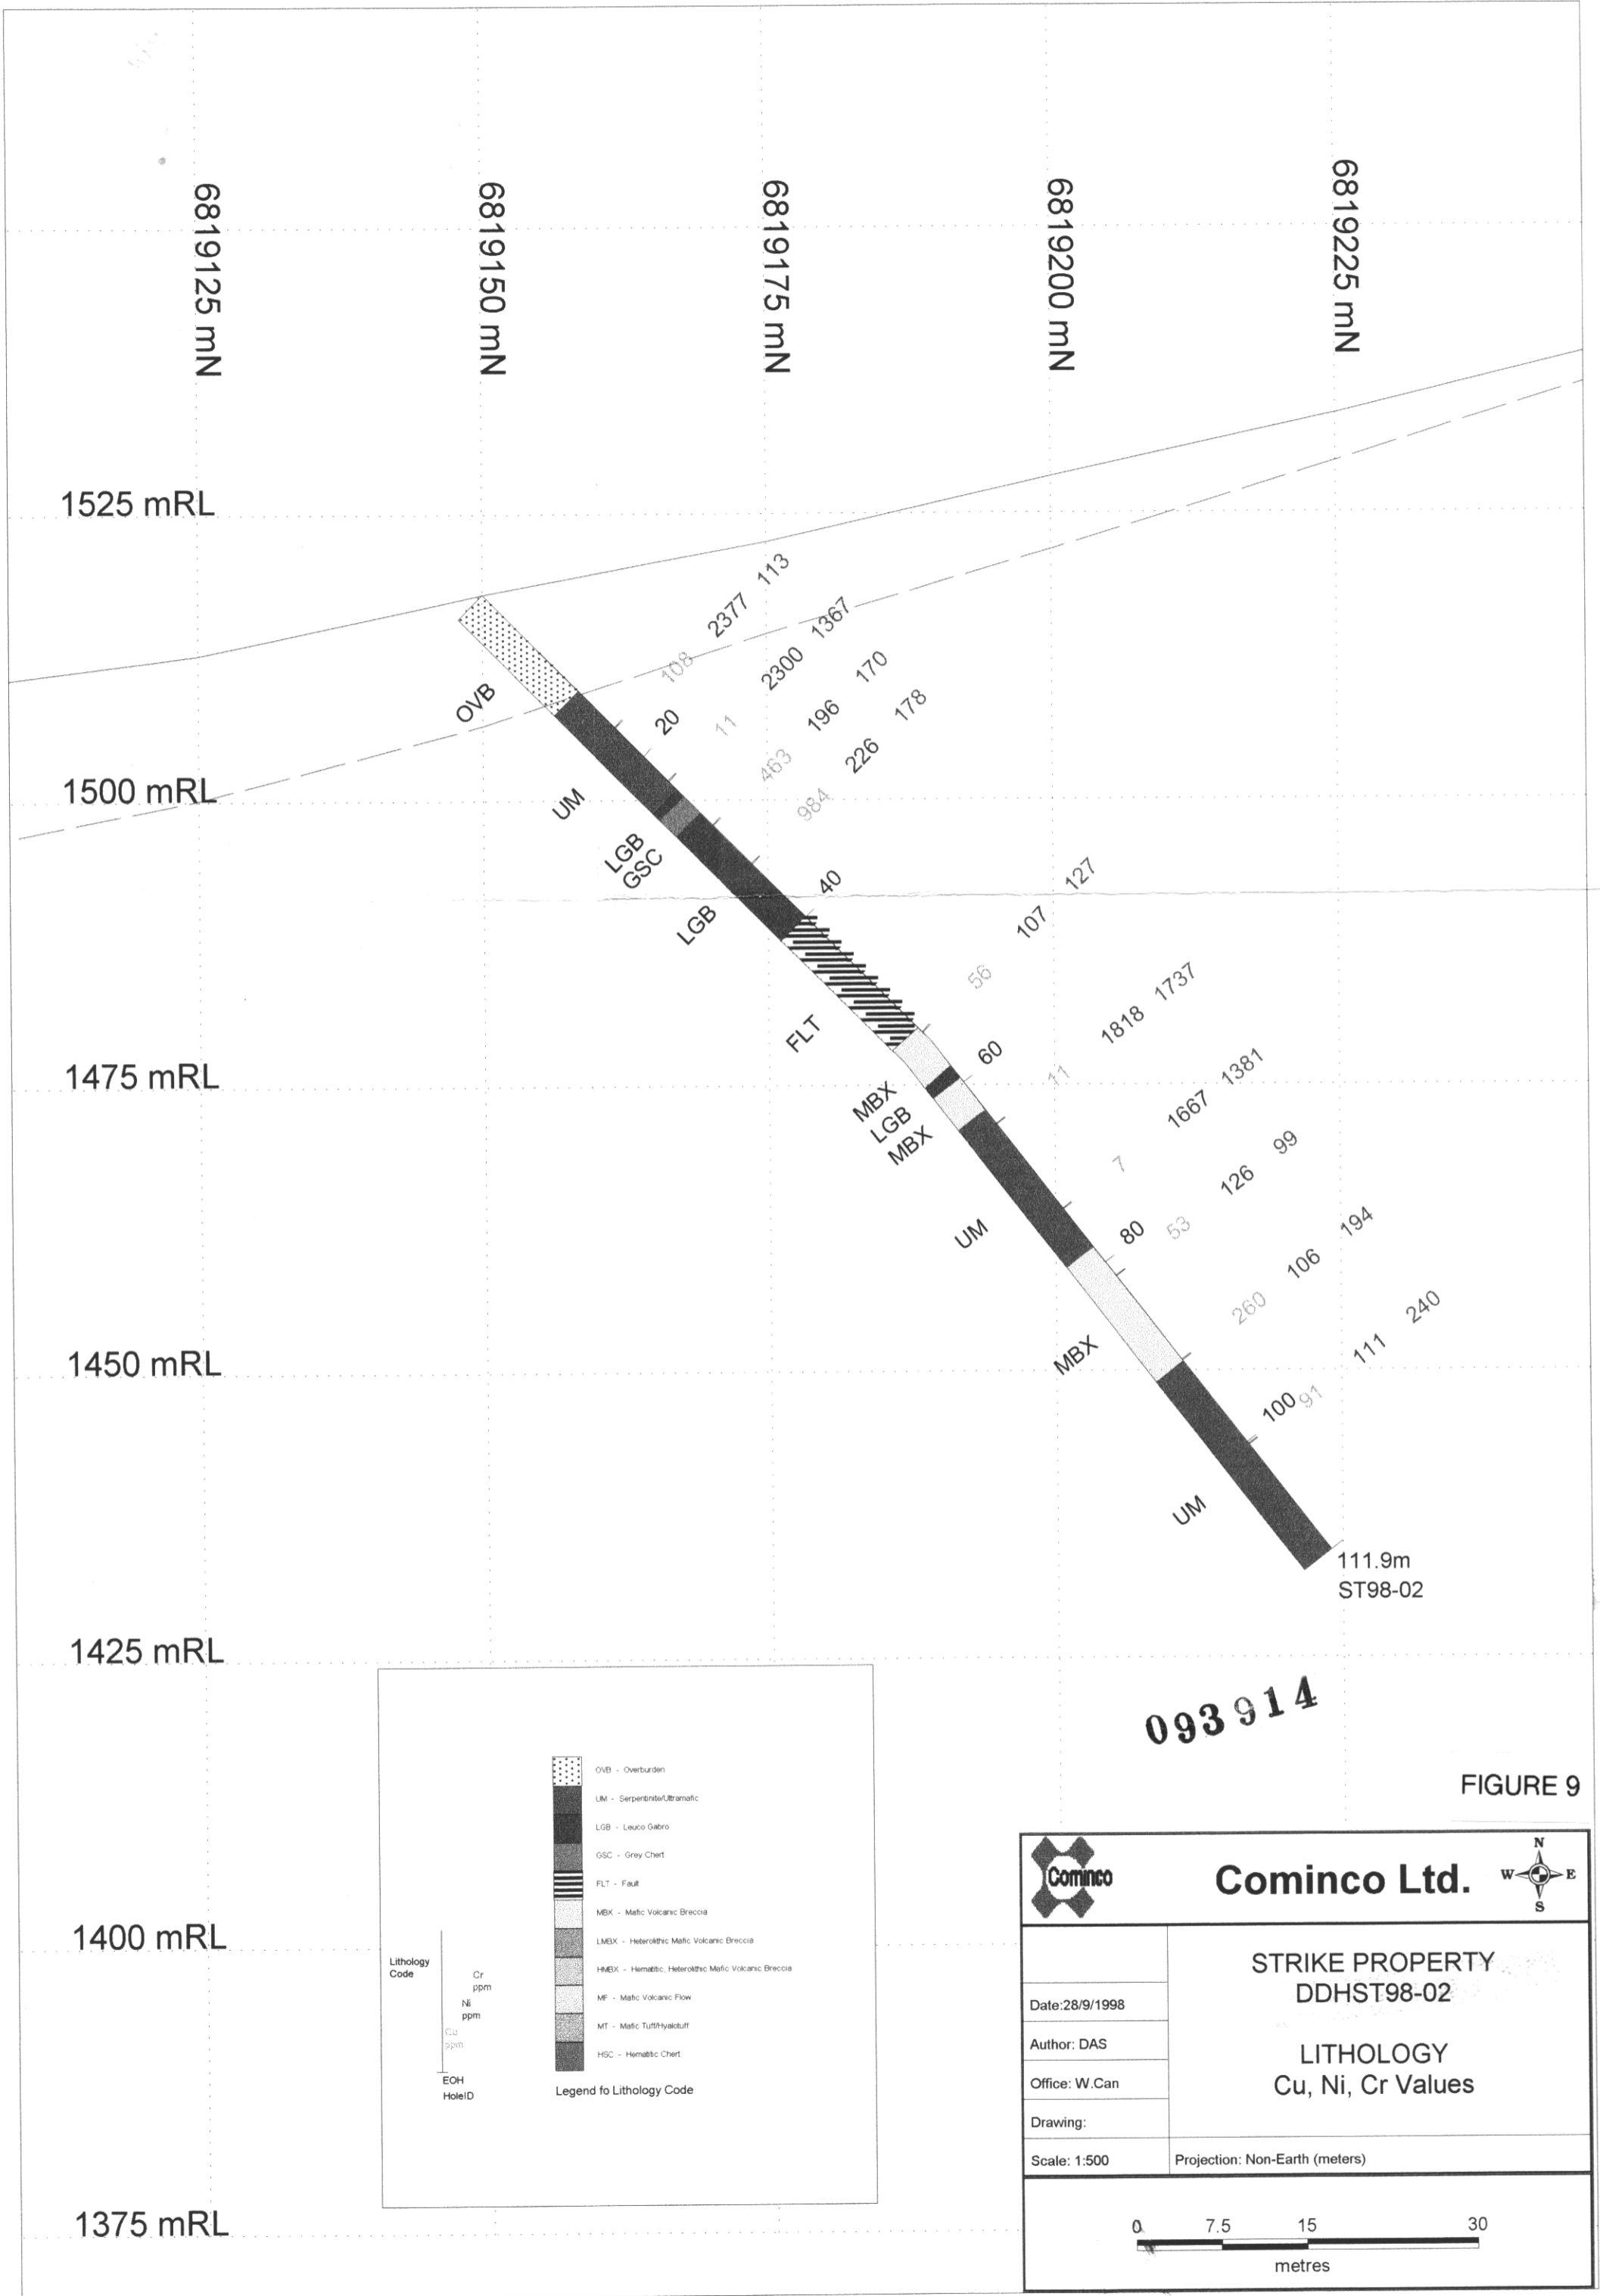 6819125 mN
6819150 mN
6819175 mN
6819200 mN
6819225 mN
1525 mRL
1500 mRL
1475 mRL
1450 mRL
1425 mRL
1400 mRL
1375 mRL
108 2377 113
11 2300 1367
463 196 170
984 226 178
56 107 127
11 1818 1737
7 1667 1381
53 126 99
260 106 194
91 111 240
20
40
60
80
100
OVB
UM
LGB
GSC
LGB
FLT
MBX
LGB
MBX
UM
MBX
UM
111.9m
ST98-02
093914
FIGURE 9
OVB - Overburden
UM - Serpentinite/Ultramafic
LGB - Leuco Gabro
GSC - Grey Chert
FLT - Fault
MBX - Mafic Volcanic Breccia
LMBX - Heterolithic Mafic Volcanic Breccia
HMBX - Hematitic, Heterolithic Mafic Volcanic Breccia
MF - Mafic Volcanic Flow
MT - Mafic Tuff/Hyalotuff
HSC - Hematitic Chert
Legend fo Lithology Code
Lithology
Code
Cr
ppm
Ni
ppm
Cu
ppm
EOH
HoleID
Cominco
Cominco Ltd.
N
W E
S
STRIKE PROPERTY
DDHST98-02
LITHOLOGY
Cu, Ni, Cr Values
Date:28/9/1998
Author: DAS
Office: W.Can
Drawing:
Scale: 1:500
Projection: Non-Earth (meters)
0 7.5 15 30
metres